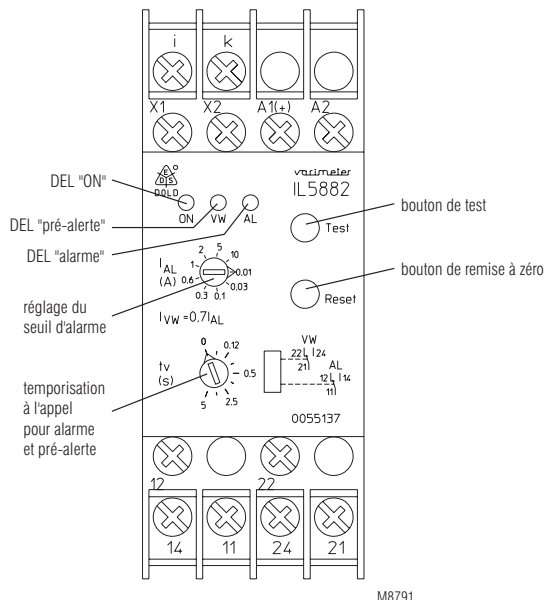 i k
X1 X2 A1(+) A2
E
D S
DOLD
varimeter
IL5882
DEL "ON"
ON VW AL
DEL "pré-alerte"
DEL "alarme"
Test
bouton de test
Reset
bouton de remise à zéro
I AL
(A)
0.3 0.6 1 2 5 10
0.01
0.03
0.1
réglage du
seuil d'alarme
I VW =0,7I AL
tv
(s)
0 0.12
0.5
2.5
5
temporisation
à l'appel
pour alarme
et pré-alerte
VW
22 24
21
AL
12 14
11
0055137
12 22
14 11 24 21
M8791